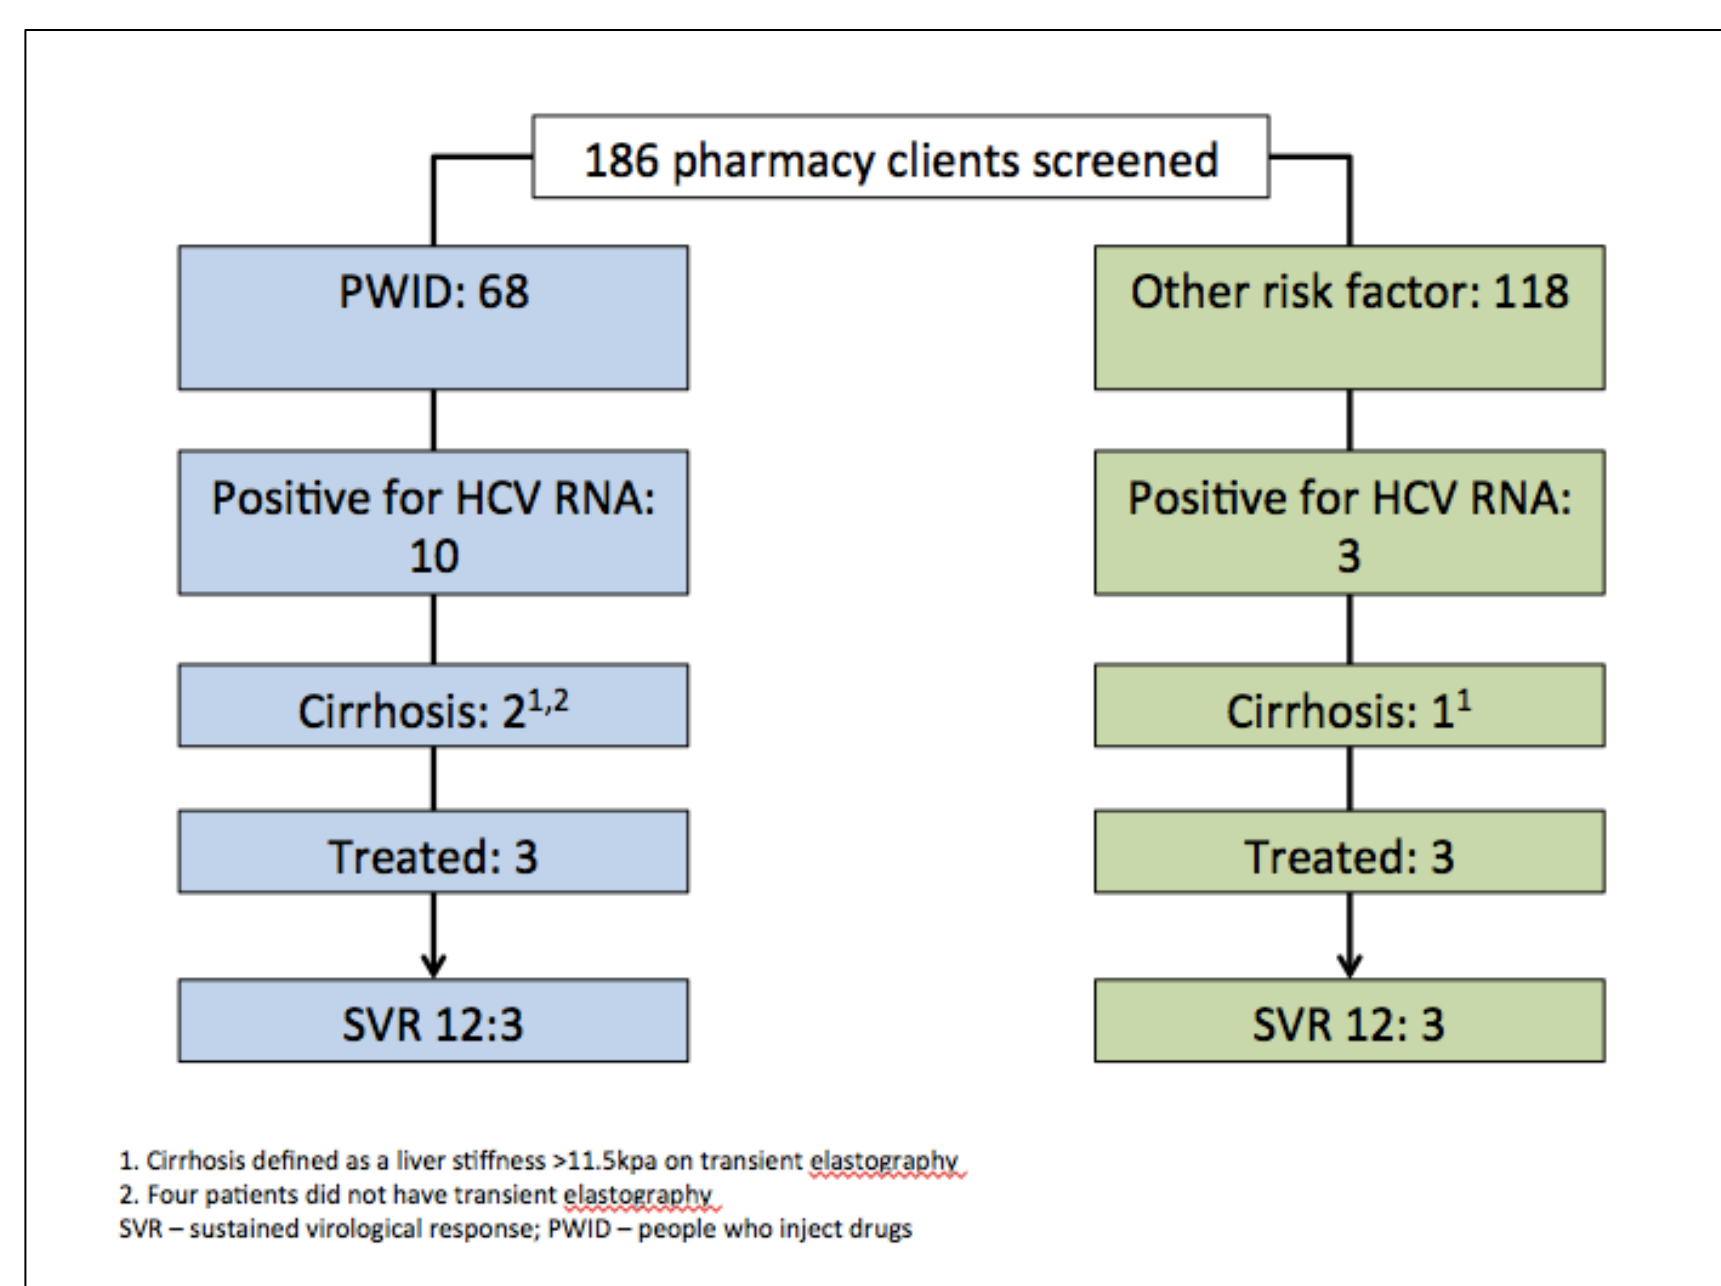 186 pharmacy clients screened
PWID: 68
Other risk factor: 118
Positive for HCV RNA:
10
Positive for HCV RNA:
3
Cirrhosis: 2¹,²
Cirrhosis: 1¹
Treated: 3
Treated: 3
SVR 12:3
SVR 12: 3
1. Cirrhosis defined as a liver stiffness >11.5kpa on transient elastography
2. Four patients did not have transient elastography
SVR – sustained virological response; PWID – people who inject drugs